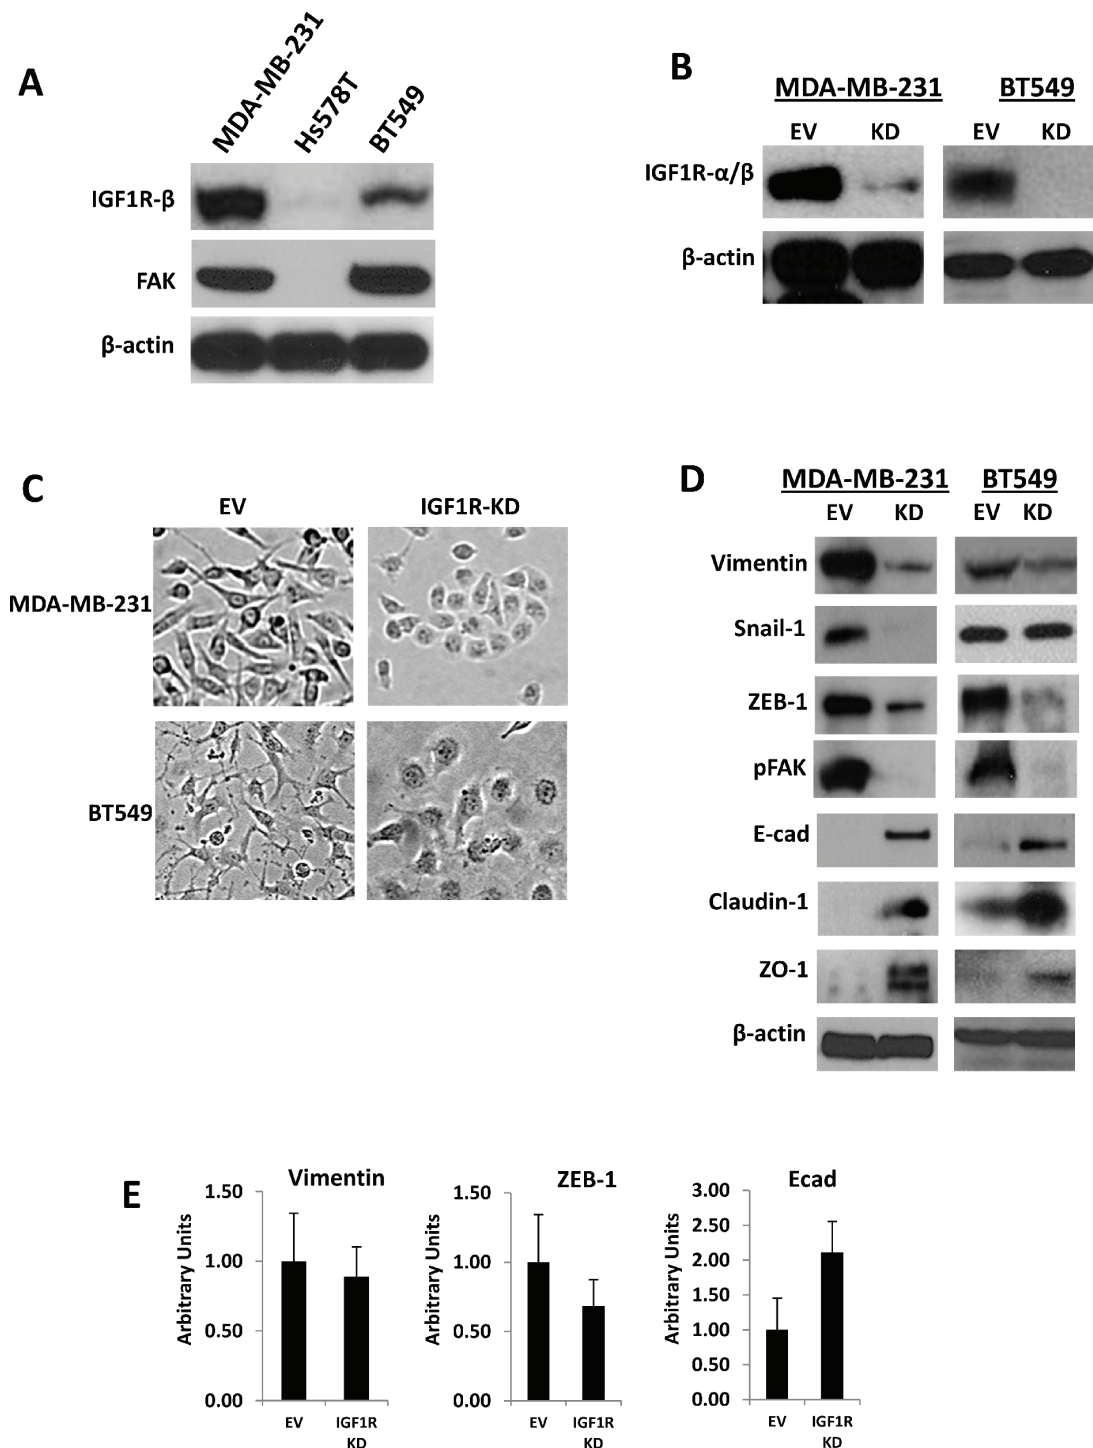 A
MDA-MB-231
Hs578T
BT549
IGF1R-β
FAK
β-actin
B
MDA-MB-231 BT549
EV KD EV KD
IGF1R-α/β
β-actin
C
EV IGF1R-KD
MDA-MB-231
BT549
D
MDA-MB-231 BT549
EV KD EV KD
Vimentin
Snail-1
ZEB-1
pFAK
E-cad
Claudin-1
ZO-1
β-actin
E
Vimentin
Arbitrary Units
1.50
1.00
0.50
0.00
EV IGF1R
KD
ZEB-1
Arbitrary Units
1.50
1.00
0.50
0.00
EV IGF1R
KD
Ecad
Arbitrary Units
3.00
2.50
2.00
1.50
1.00
0.50
0.00
EV IGF1R
KD